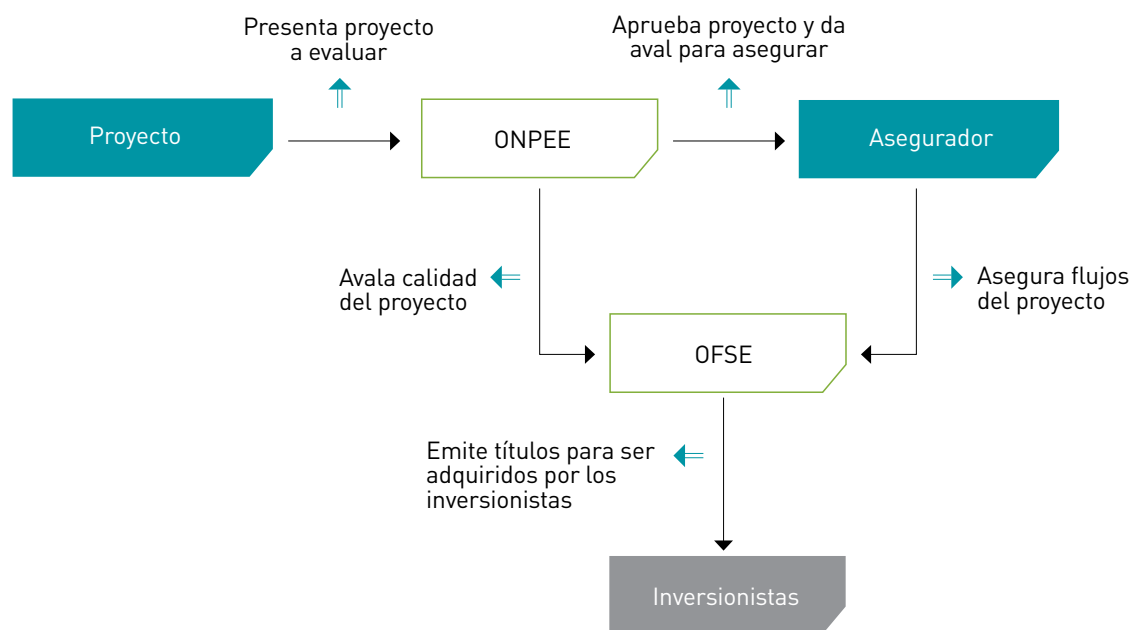 Presenta proyecto
a evaluar
Aprueba proyecto y da
aval para asegurar
Proyecto
ONPEE
Asegurador
Avala calidad
del proyecto
Asegura flujos
del proyecto
OFSE
Emite títulos para ser
adquiridos por los
inversionistas
Inversionistas